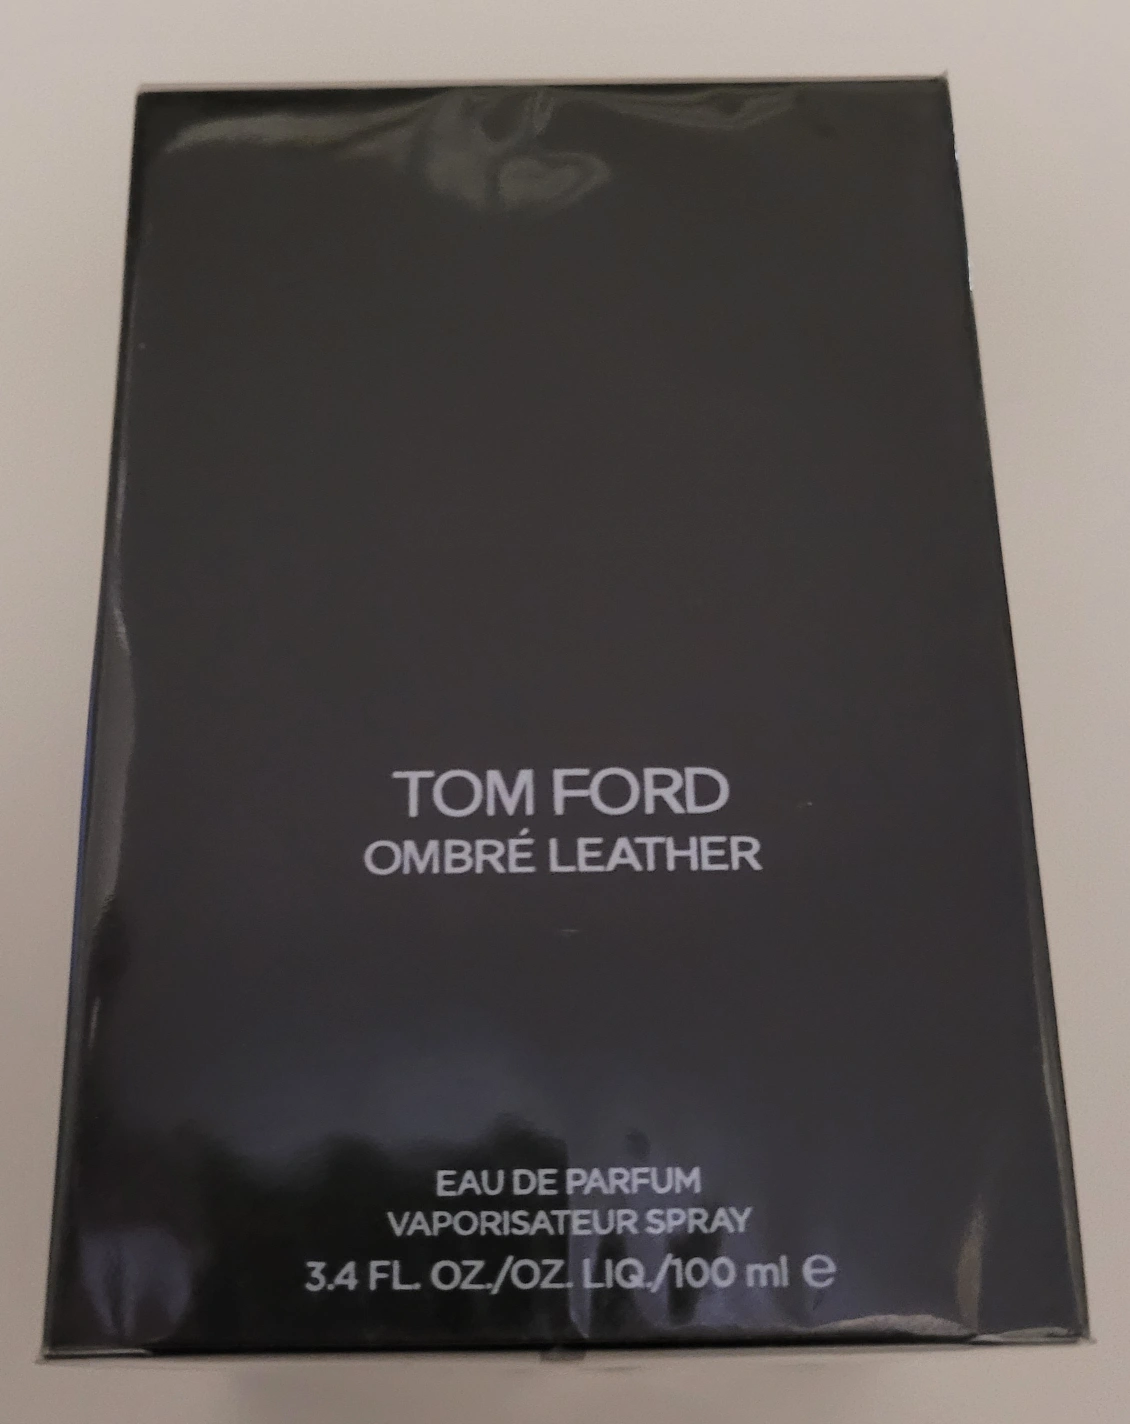 TOM FORD
OMBRÉ LEATHER
EAU DE PARFUM
VAPORISATEUR SPRAY
3.4 FL. OZ./OZ. LIQ./100 ml ℮